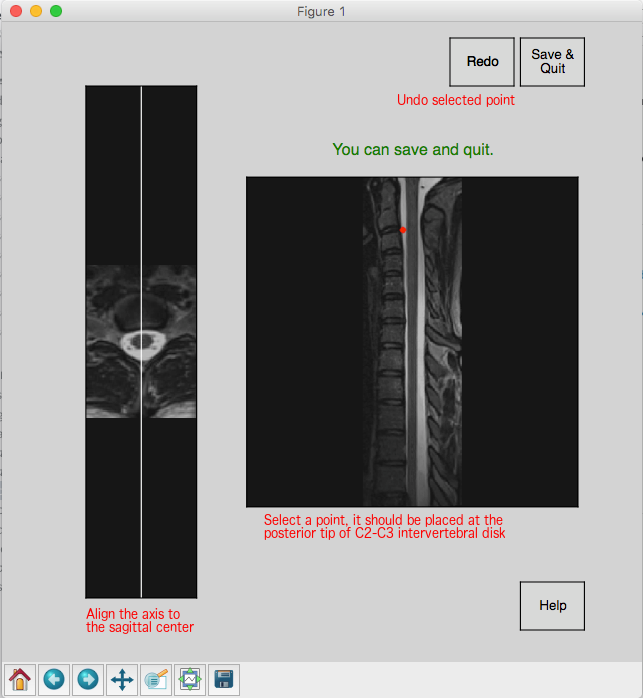 Figure 1
Redo
Save &
Quit
Undo selected point
You can save and quit.
Select a point, it should be placed at the
posterior tip of C2-C3 intervertebral disk
Help
Align the axis to
the sagittal center